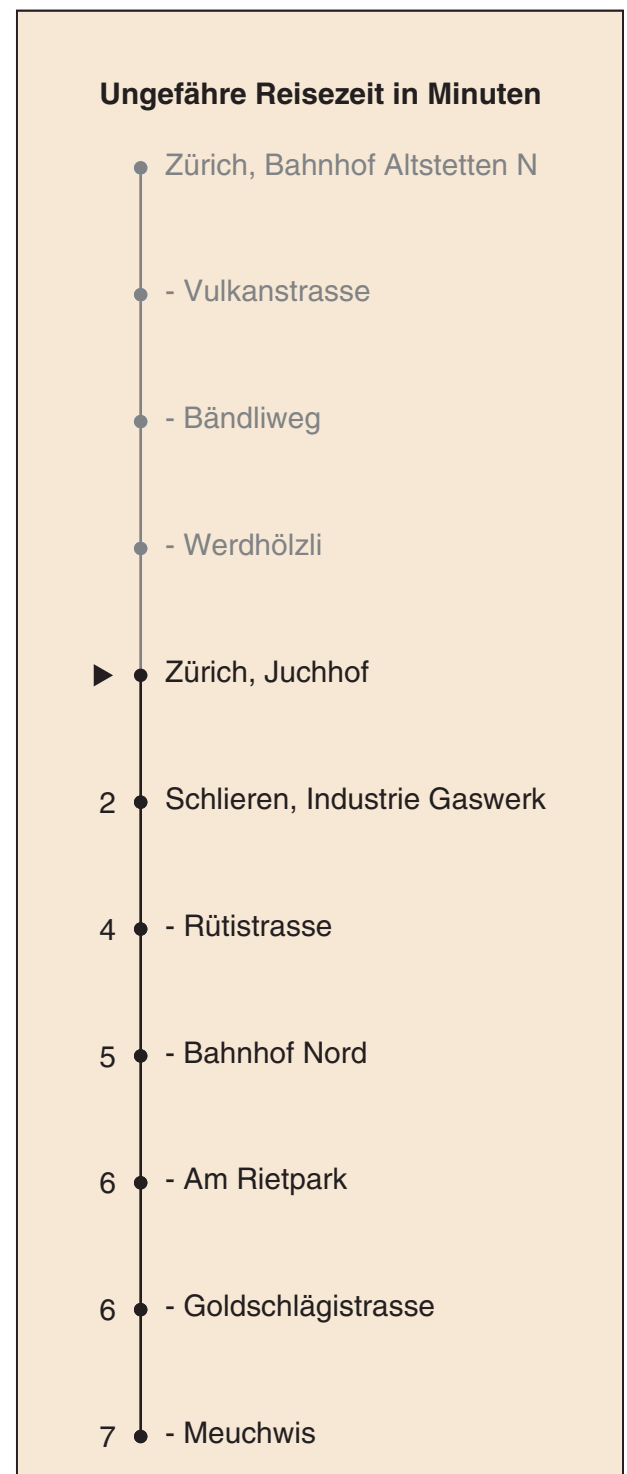 Ungefähre Reisezeit in Minuten
Zürich, Bahnhof Altstetten N
- Vulkanstrasse
- Bändliweg
- Werdhölzli
Zürich, Juchhof
2 Schlieren, Industrie Gaswerk
4 - Rütistrasse
5 - Bahnhof Nord
6 - Am Rietpark
6 - Goldschlägistrasse
7 - Meuchwis